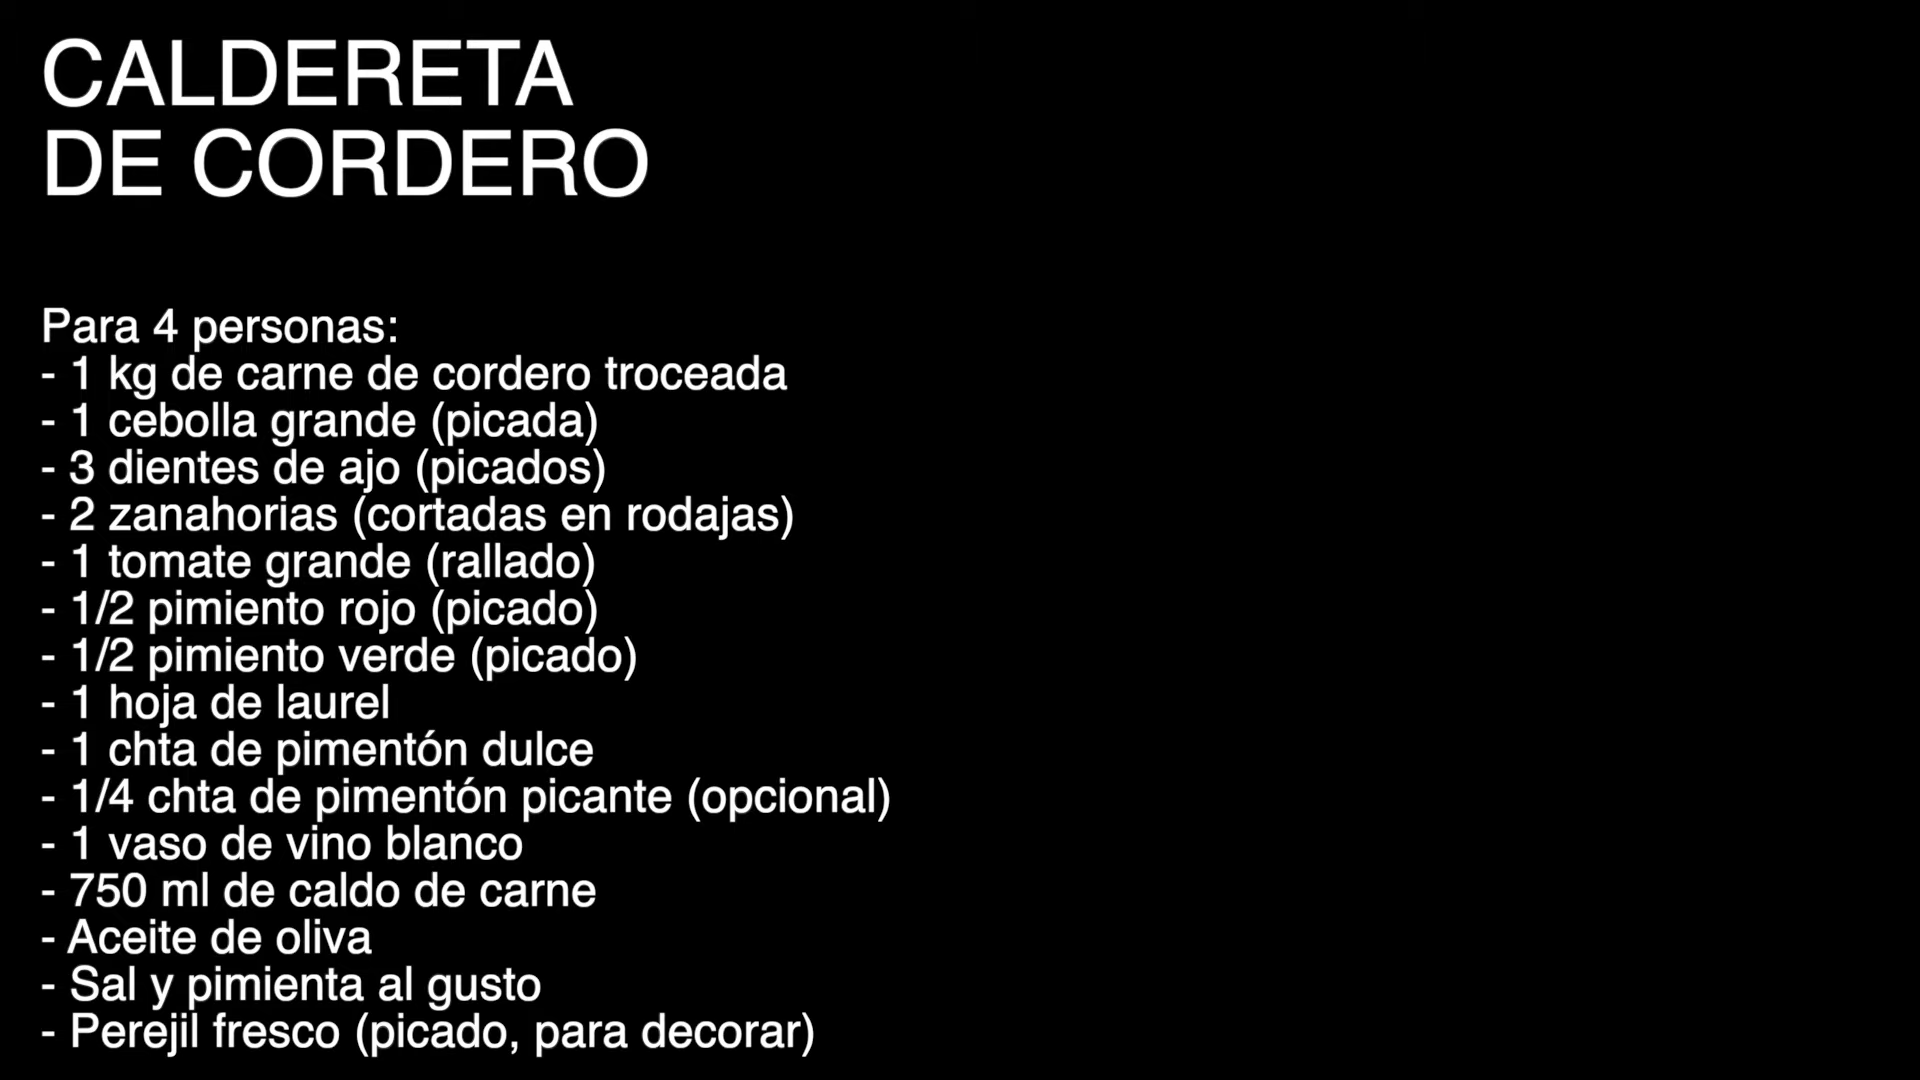 CALDERETA
DE CORDERO
Para 4 personas:
- 1 kg de carne de cordero troceada
- 1 cebolla grande (picada)
- 3 dientes de ajo (picados)
- 2 zanahorias (cortadas en rodajas)
- 1 tomate grande (rallado)
- 1/2 pimiento rojo (picado)
- 1/2 pimiento verde (picado)
- 1 hoja de laurel
- 1 chta de pimentón dulce
- 1/4 chta de pimentón picante (opcional)
- 1 vaso de vino blanco
- 750 ml de caldo de carne
- Aceite de oliva
- Sal y pimienta al gusto
- Perejil fresco (picado, para decorar)